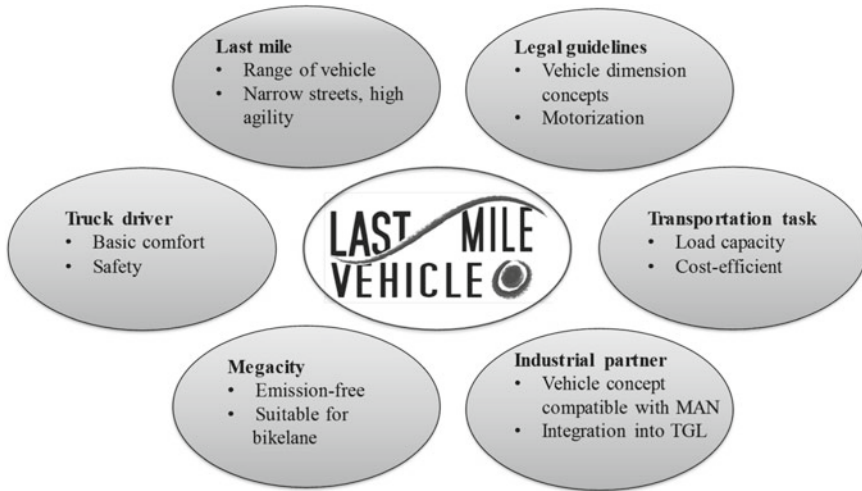 Last mile
• Range of vehicle
• Narrow streets, high
agility
Legal guidelines
• Vehicle dimension
concepts
• Motorization
Truck driver
• Basic comfort
• Safety
LAST MILE
VEHICLE
Transportation task
• Load capacity
• Cost-efficient
Megacity
• Emission-free
• Suitable for
bikelane
Industrial partner
• Vehicle concept
compatible with MAN
• Integration into TGL